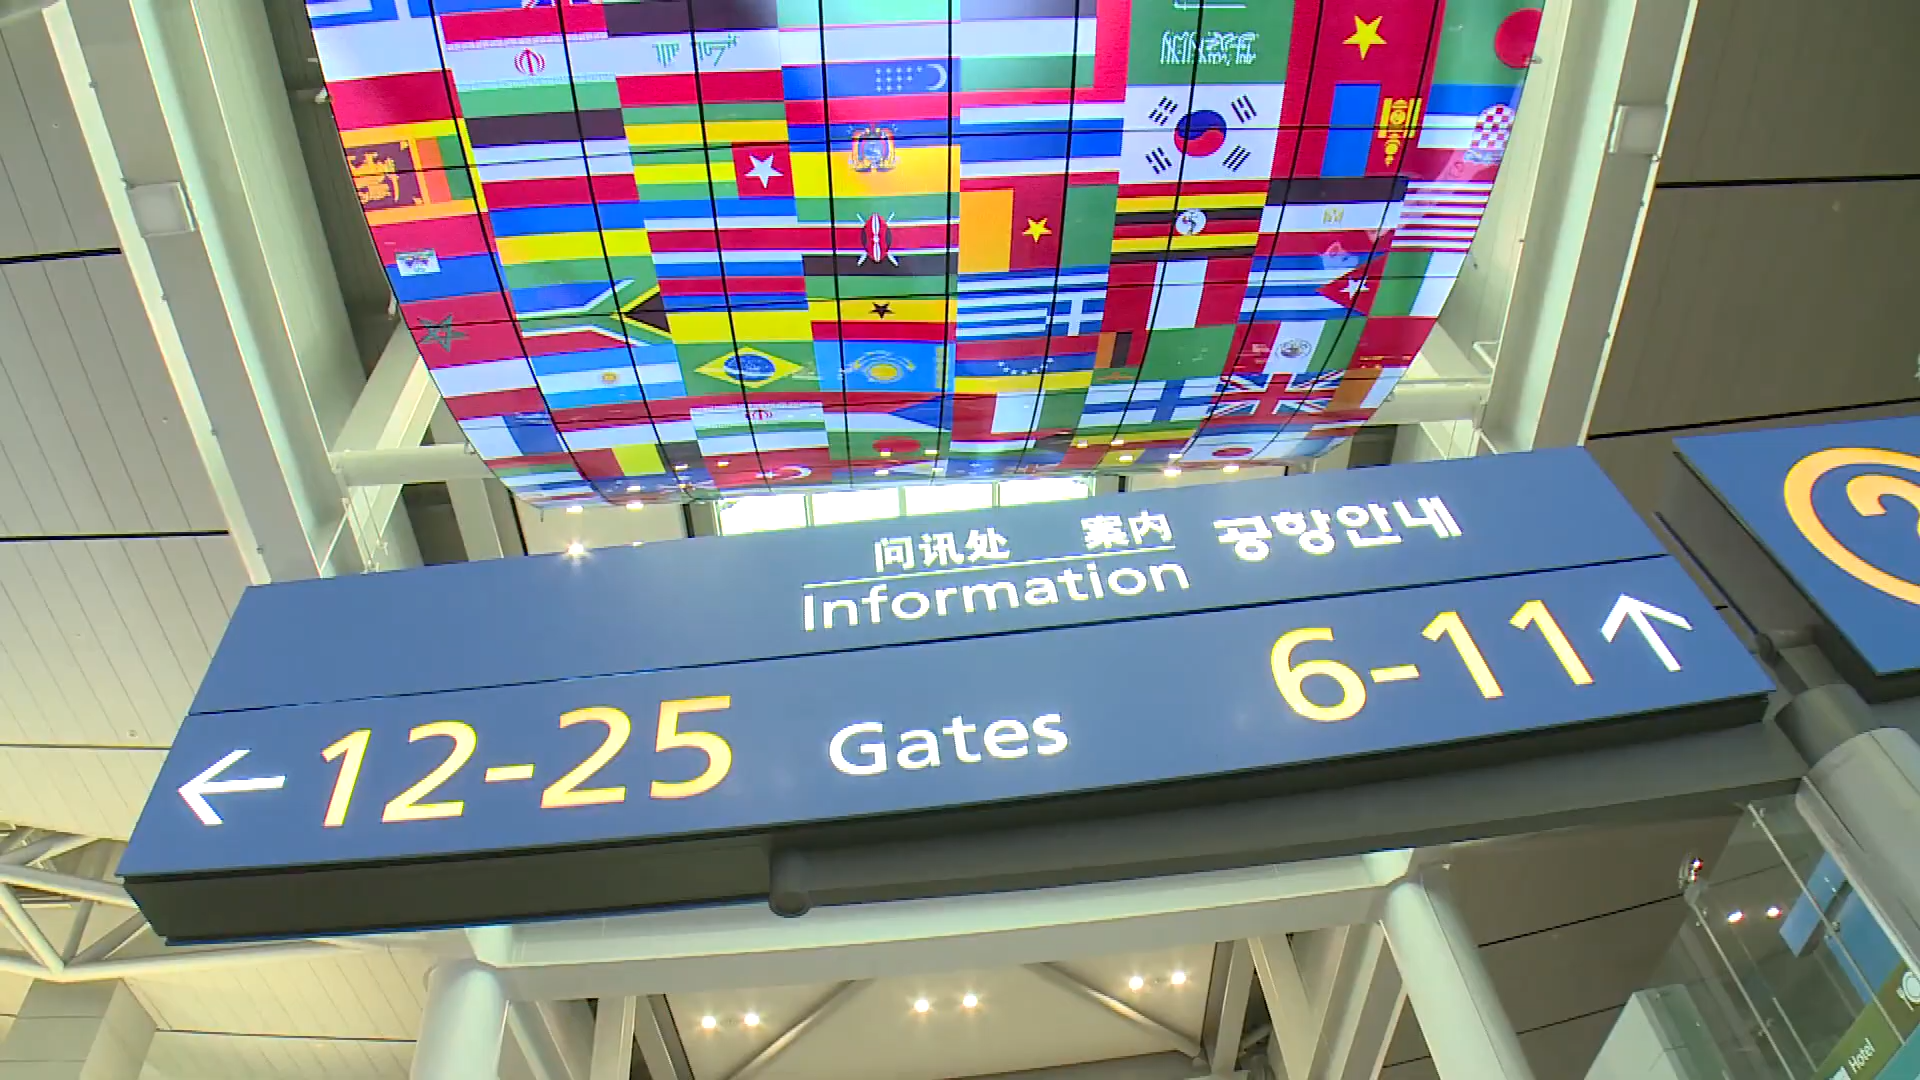 问讯处 案内 공항안내
Information
← 12-25 Gates 6-11 ↑
?
Hotel